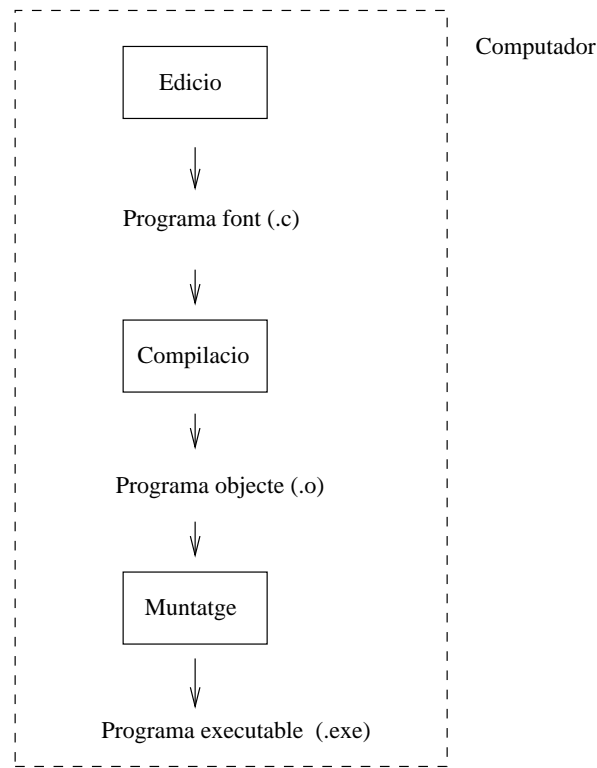 Computador
Edicio
Programa font (.c)
Compilacio
Programa objecte (.o)
Muntatge
Programa executable (.exe)